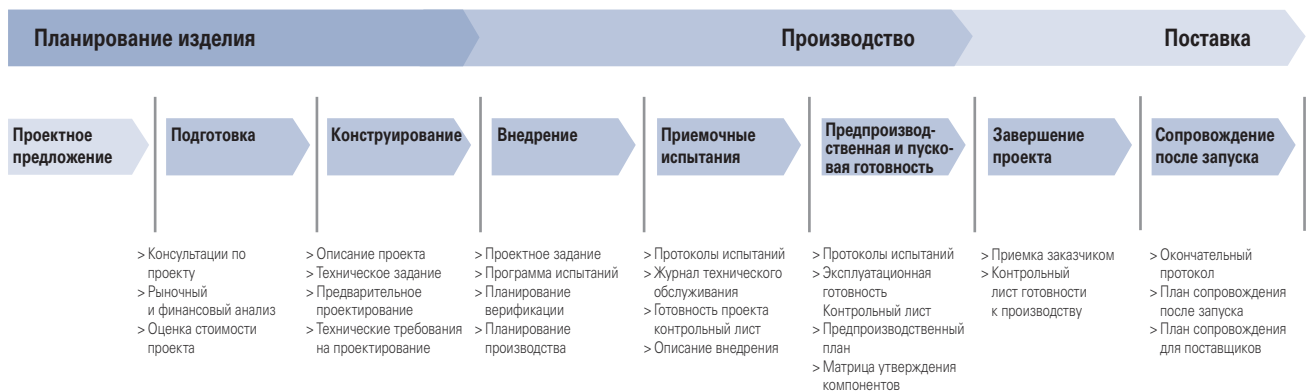 Планирование изделия
Производство
Поставка
Проектное
предложение
Подготовка
Конструирование
Внедрение
Приемочные
испытания
Предпроизвод-
ственная и пуско-
вая готовность
Завершение
проекта
Сопровождение
после запуска
> Консультации по
проекту
> Рыночный
и финансовый анализ
> Оценка стоимости
проекта
> Описание проекта
> Техническое задание
> Предварительное
проектирование
> Технические требования
на проектирование
> Проектное задание
> Программа испытаний
> Планирование
верификации
> Планирование
производства
> Протоколы испытаний
> Журнал технического
обслуживания
> Готовность проекта
контрольный лист
> Описание внедрения
> Протоколы испытаний
> Эксплуатационная
готовность
Контрольный лист
> Предпроизводственный
план
> Матрица утверждения
компонентов
> Приемка заказчиком
> Контрольный
лист готовности
к производству
> Окончательный
протокол
> План сопровождения
после запуска
> План сопровождения
для поставщиков